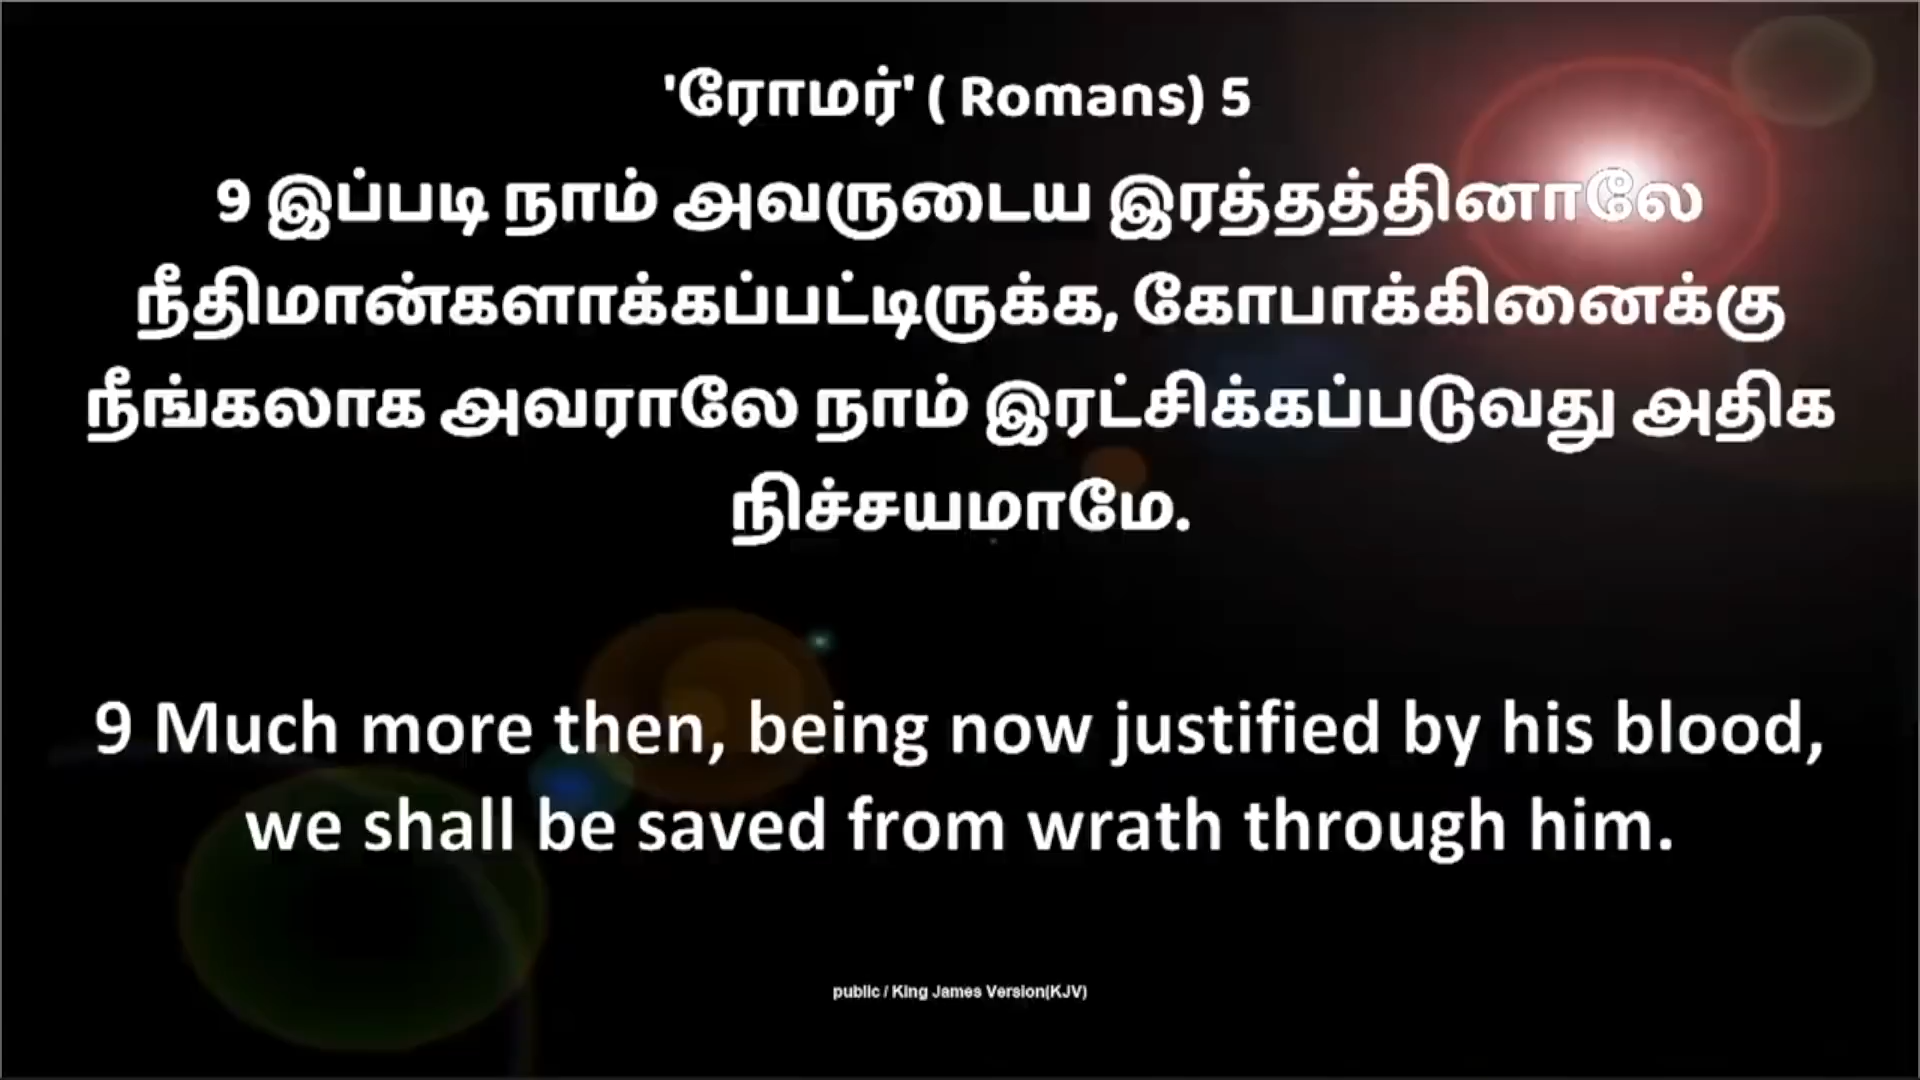 'ரோமர்' ( Romans) 5
9 இப்படி நாம் அவருடைய இரத்தத்தினாலே
நீதிமான்களாக்கப்பட்டிருக்க, கோபாக்கினைக்கு
நீங்கலாக அவராலே நாம் இரட்சிக்கப்படுவது அதிக
நிச்சயமாமே.
9 Much more then, being now justified by his blood,
we shall be saved from wrath through him.
public / King James Version(KJV)